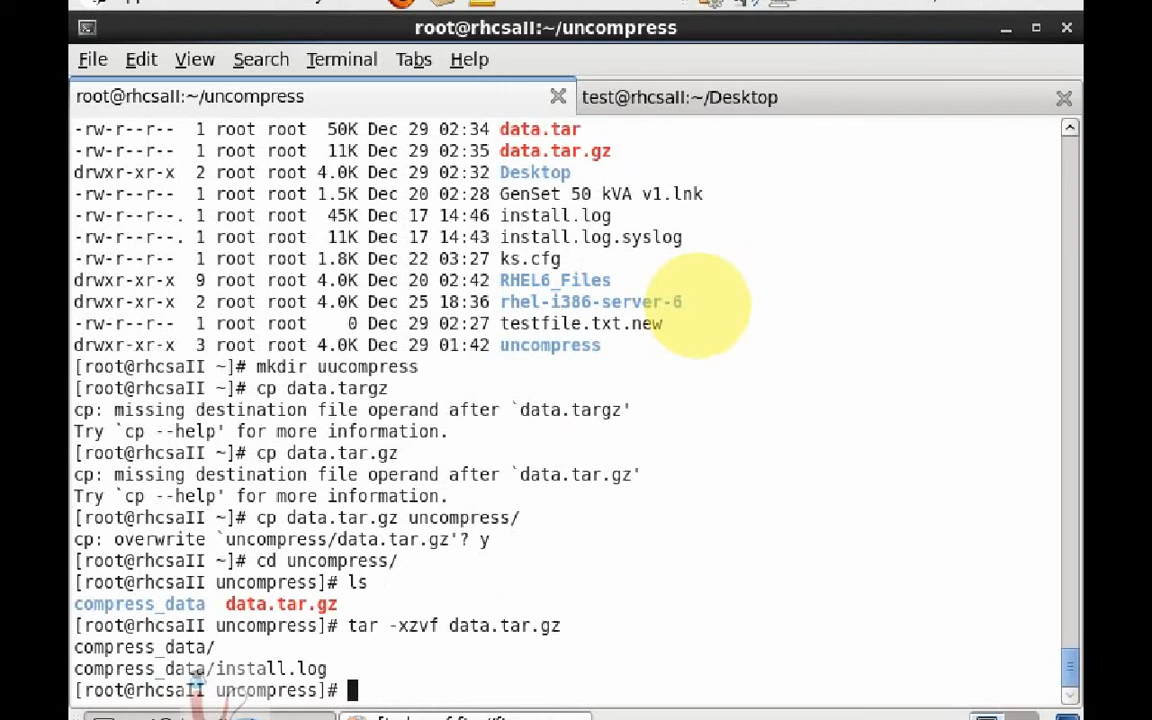 root@rhcsaII:~/uncompress
File Edit View Search Terminal Tabs Help
root@rhcsaII:~/uncompress test@rhcsaII:~/Desktop
-rw-r--r-- 1 root root 50K Dec 29 02:34 data.tar
-rw-r--r-- 1 root root 11K Dec 29 02:35 data.tar.gz
drwxr-xr-x 2 root root 4.0K Dec 29 02:32 Desktop
-rw-r--r-- 1 root root 1.5K Dec 20 02:28 GenSet 50 kVA v1.lnk
-rw-r--r--. 1 root root 45K Dec 17 14:46 install.log
-rw-r--r--. 1 root root 11K Dec 17 14:43 install.log.syslog
-rw-r--r-- 1 root root 1.8K Dec 22 03:27 ks.cfg
drwxr-xr-x 9 root root 4.0K Dec 20 02:42 RHEL6_Files
drwxr-xr-x 2 root root 4.0K Dec 25 18:36 rhel-i386-server-6
-rw-r--r-- 1 root root 0 Dec 29 02:27 testfile.txt.new
drwxr-xr-x 3 root root 4.0K Dec 29 01:42 uncompress
[root@rhcsaII ~]# mkdir uucompress
[root@rhcsaII ~]# cp data.targz
cp: missing destination file operand after `data.targz'
Try `cp --help' for more information.
[root@rhcsaII ~]# cp data.tar.gz
cp: missing destination file operand after `data.tar.gz'
Try `cp --help' for more information.
[root@rhcsaII ~]# cp data.tar.gz uncompress/
cp: overwrite `uncompress/data.tar.gz'? y
[root@rhcsaII ~]# cd uncompress/
[root@rhcsaII uncompress]# ls
compress_data data.tar.gz
[root@rhcsaII uncompress]# tar -xzvf data.tar.gz
compress_data/
compress_data/install.log
[root@rhcsaII uncompress]#